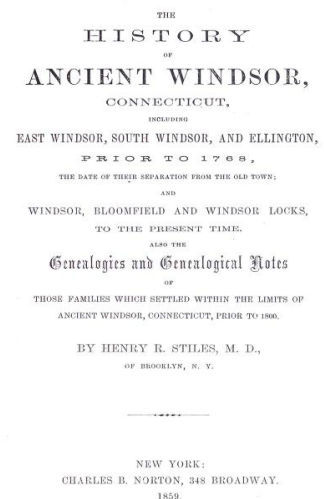 THE
HISTORY
OF
ANCIENT WINDSOR,
CONNECTICUT,
INCLUDING
EAST WINDSOR, SOUTH WINDSOR, AND ELLINGTON,
PRIOR TO 1768,
THE DATE OF THEIR SEPARATION FROM THE OLD TOWN;
AND
WINDSOR, BLOOMFIELD AND WINDSOR LOCKS,
TO THE PRESENT TIME.
ALSO THE
Genealogies and Genealogical Notes
OF
THOSE FAMILIES WHICH SETTLED WITHIN THE LIMITS OF
ANCIENT WINDSOR, CONNECTICUT, PRIOR TO 1800.
BY HENRY R. STILES, M. D.,
OF BROOKLYN, N. Y.
NEW YORK:
CHARLES B. NORTON, 348 BROADWAY.
1859.